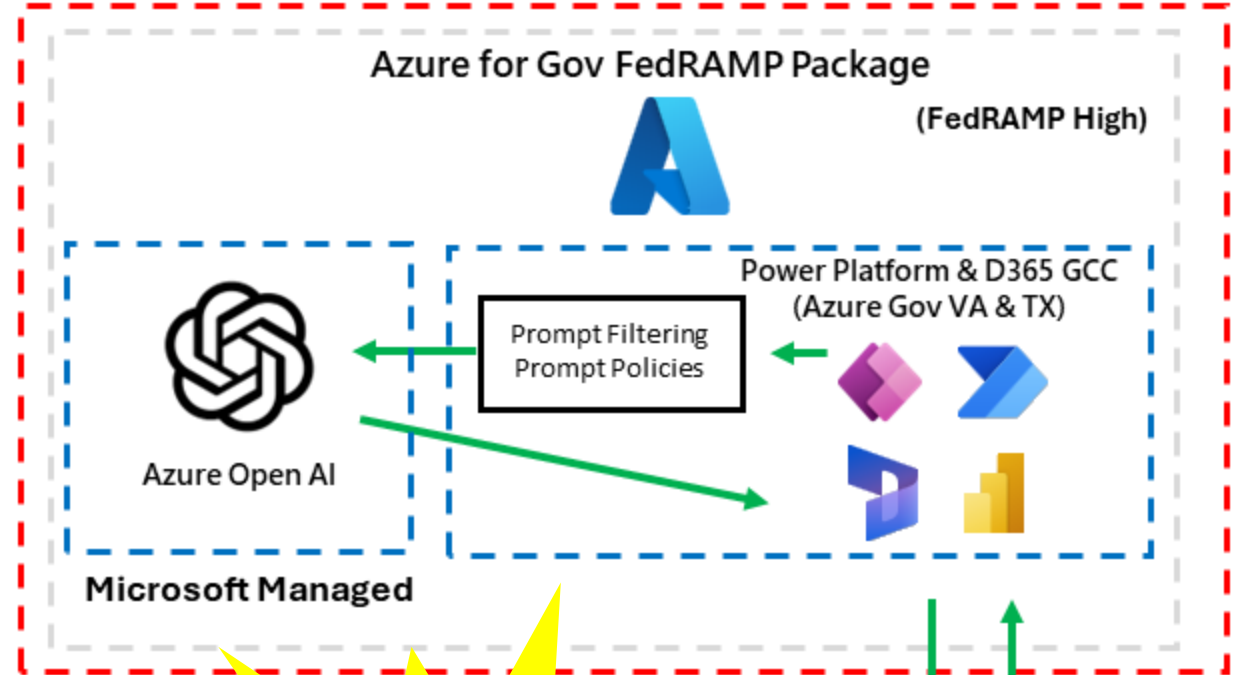 Azure for Gov FedRAMP Package
(FedRAMP High)
Power Platform & D365 GCC
(Azure Gov VA & TX)
Prompt Filtering
Prompt Policies
Azure Open AI
Microsoft Managed